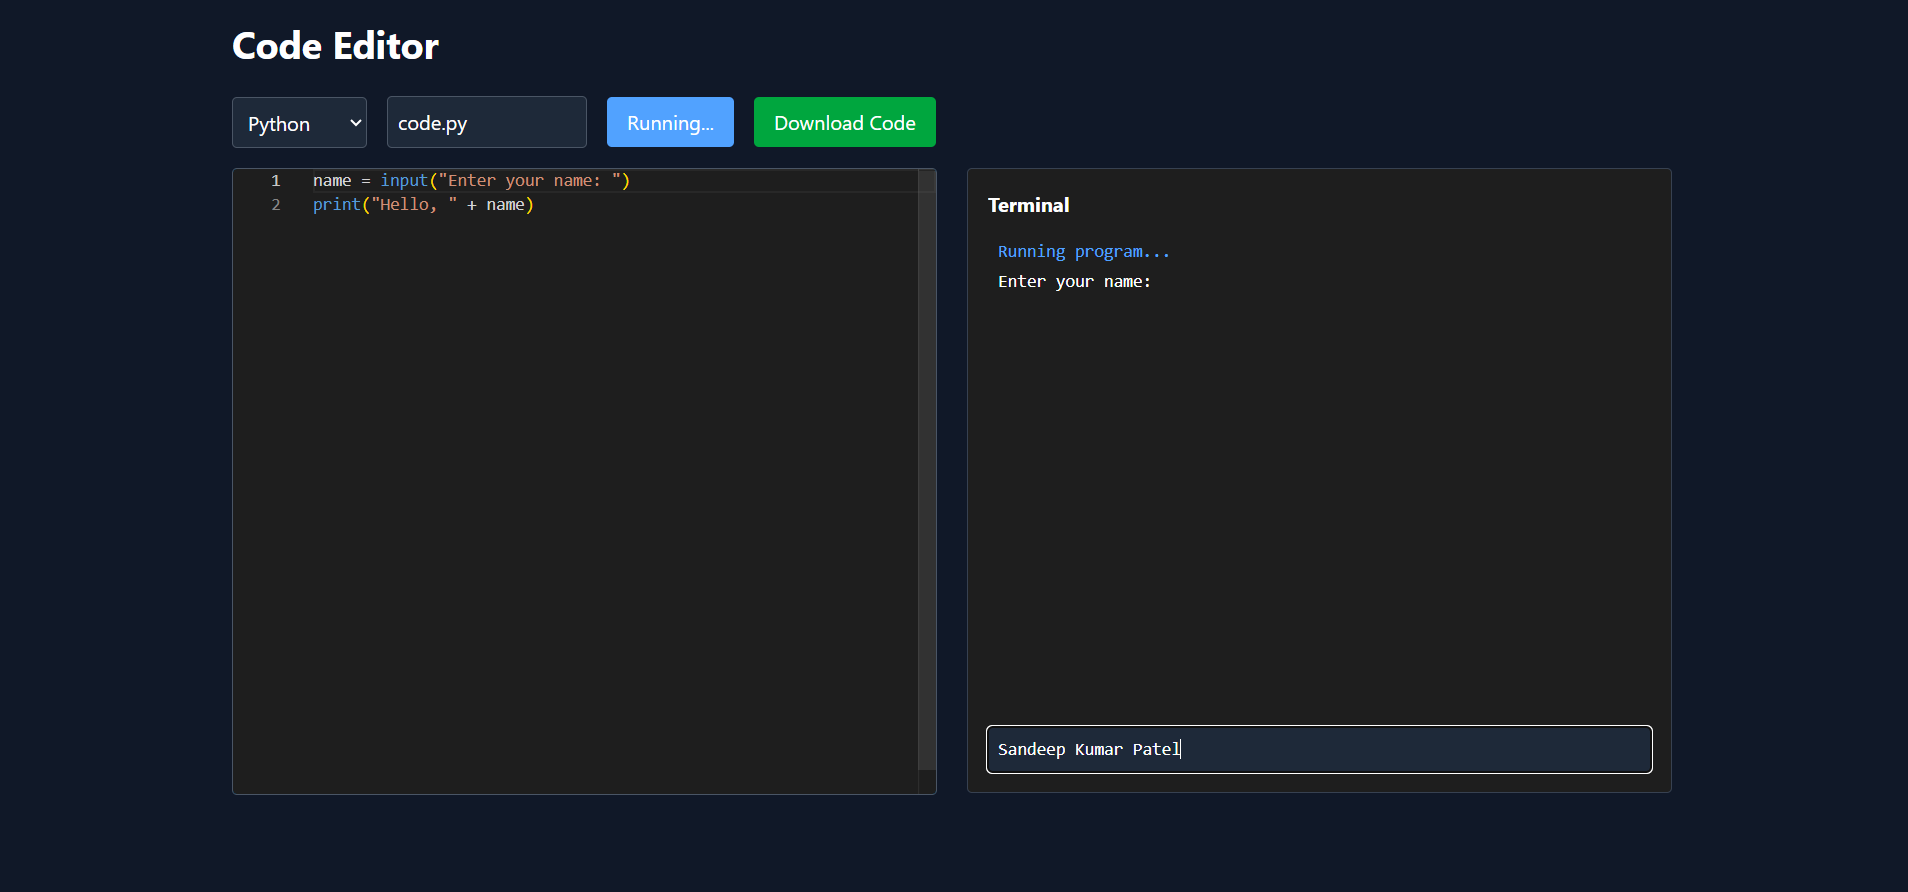 Code Editor
Python
code.py
Running...
Download Code
1 name = input("Enter your name: ")
2 print("Hello, " + name)
Terminal
Running program...
Enter your name:
Sandeep Kumar Patel